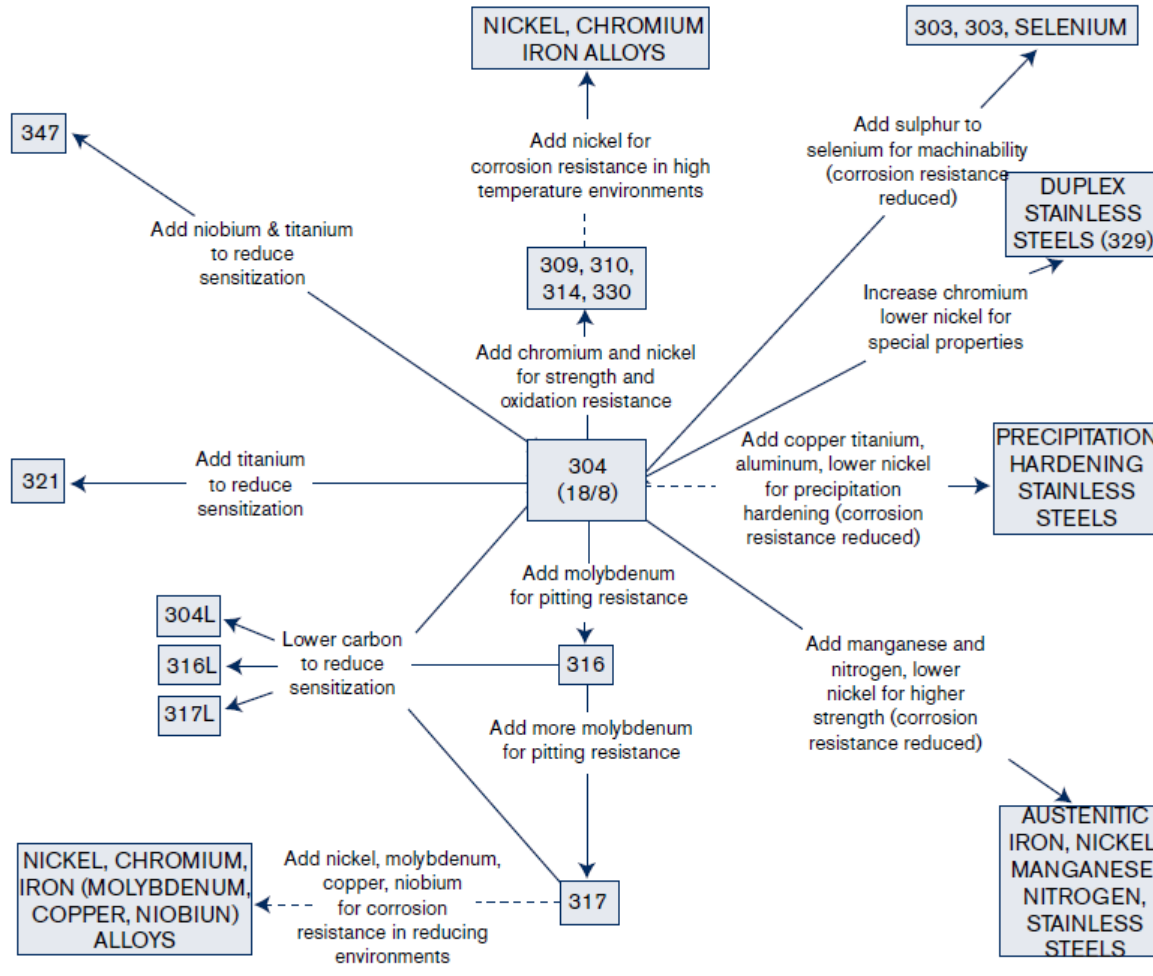 NICKEL, CHROMIUM
IRON ALLOYS
303, 303, SELENIUM
347
Add nickel for
corrosion resistance in high
temperature environments
Add sulphur to
selenium for machinability
(corrosion resistance
reduced)
DUPLEX
STAINLESS
STEELS (329)
Add niobium & titanium
to reduce
sensitization
309, 310,
314, 330
Increase chromium
lower nickel for
special properties
Add chromium and nickel
for strength and
oxidation resistance
321
Add titanium
to reduce
sensitization
304
(18/8)
Add copper titanium,
aluminum, lower nickel
for precipitation
hardening (corrosion
resistance reduced)
PRECIPITATION
HARDENING
STAINLESS
STEELS
Add molybdenum
for pitting resistance
304L
316L
317L
Lower carbon
to reduce
sensitization
316
Add manganese and
nitrogen, lower
nickel for higher
strength (corrosion
resistance reduced)
Add more molybdenum
for pitting resistance
NICKEL, CHROMIUM,
IRON (MOLYBDENUM,
COPPER, NIOBIUN)
ALLOYS
Add nickel, molybdenum,
copper, niobium
for corrosion
resistance in reducing
environments
317
AUSTENITIC
IRON, NICKEL
MANGANESE
NITROGEN,
STAINLESS
STEELS